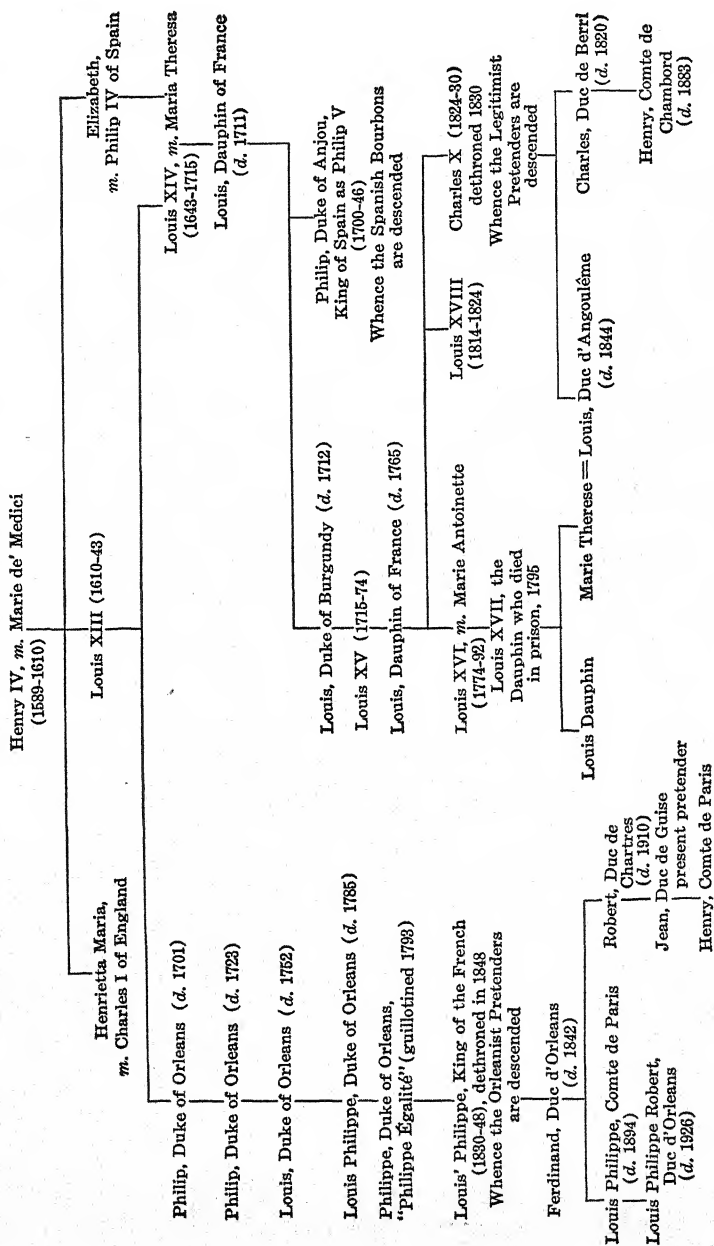 Henry IV, m. Marie de' Medici
(1589-1610)
Henrietta Maria,
m. Charles I of England
Louis XIII (1610-43)
Elizabeth,
m. Philip IV of Spain
Philip, Duke of Orleans (d. 1701)
Philip, Duke of Orleans (d. 1723)
Louis, Duc of Orleans (d. 1752)
Louis Philippe, Duke of Orleans (d. 1785)
Philippe, Duke of Orleans,
"Philippe Égalité" (guillotined 1793)
Louis' Philippe, King of the French
(1830-48), dethroned in 1848
Whence the Orleanist Pretenders
are descended
Ferdinand, Duc d'Orleans
(d. 1842)
Louis Philippe, Comte de Paris
(d. 1894)
Louis Philippe Robert,
Duc d'Orleans
(d. 1926)
Robert, Duc de
Chartres
(d. 1910)
Jean, Duc de Guise
present pretender
Henry, Comte de Paris
Louis XIV, m. Maria Theresa
(1643-1715)
Louis, Dauphin of France
(d. 1711)
Louis, Duke of Burgundy (d. 1712)
Louis XV (1715-74)
Louis, Dauphin of France (d. 1765)
Philip, Duke of Anjou,
King of Spain as Philip V
(1700-46)
Whence the Spanish Bourbons
are descended
Louis XVI, m. Marie Antoinette
(1774-92)
Louis XVII, the
Dauphin who died
in prison, 1795
Louis XVIII
(1814-1824)
Charles X (1824-30)
dethroned 1830
Whence the Legitimist
Pretenders are
descended
Louis Dauphin
Marie Therese = Louis, Duc d'Angoulême
(d. 1844)
Charles, Duc de Berri
(d. 1820)
Henry, Comte de
Chambord
(d. 1883)